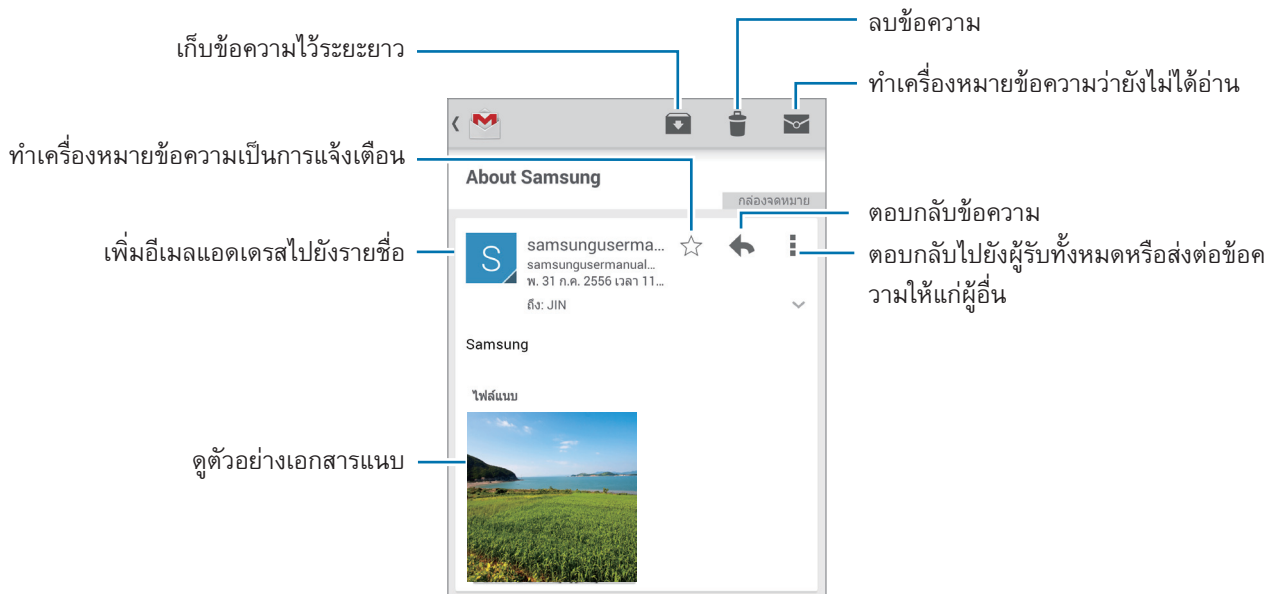 ลบข้อความ
เก็บข้อความไว้ระยะยาว
ทำเครื่องหมายข้อความว่ายังไม่ได้อ่าน
ทำเครื่องหมายข้อความเป็นการแจ้งเตือน
About Samsung
กล่องจดหมาย
ตอบกลับข้อความ
เพิ่มอีเมลแอดเดรสไปยังรายชื่อ
S
samsunguserma...
samsungusermanual...
พ. 31 ก.ค. 2556 เวลา 11...
ถึง: JIN
ตอบกลับไปยังผู้รับทั้งหมดหรือส่งต่อข้อค
วามให้แก่ผู้อื่น
Samsung
ไฟล์แนบ
ดูตัวอย่างเอกสารแนบ